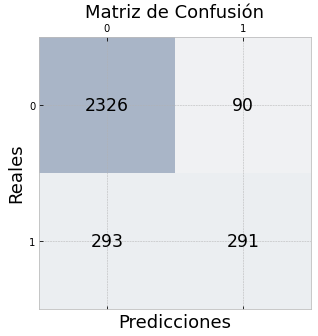 Matriz de Confusión
0 1
0 2326 90
Reales
1 293 291
Predicciones